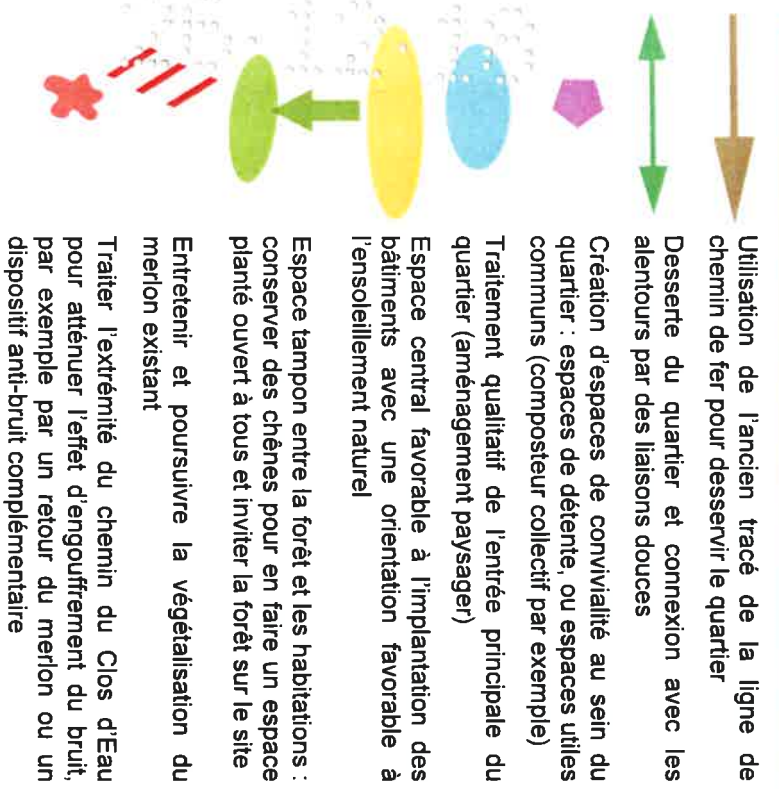 Utilisation de l'ancien tracé de la ligne de
chemin de fer pour desservir le quartier
Desserte du quartier et connexion avec les
alentours par des liaisons douces
Création d'espaces de convivialité au sein du
quartier : espaces de détente, ou espaces utiles
communs (composteur collectif par exemple)
Traitement qualitatif de l'entrée principale du
quartier (aménagement paysager)
Espace central favorable à l'implantation des
bâtiments avec une orientation favorable à
l'ensoleillement naturel
Espace tampon entre la forêt et les habitations :
conserver des chênes pour en faire un espace
planté ouvert à tous et inviter la forêt sur le site
Entretenir et poursuivre la végétalisation du
merlon existant
Traiter l'extrémité du chemin du Clos d'Eau
pour atténuer l'effet d'engouffrement du bruit,
par exemple par un retour du merlon ou un
dispositif anti-bruit complémentaire